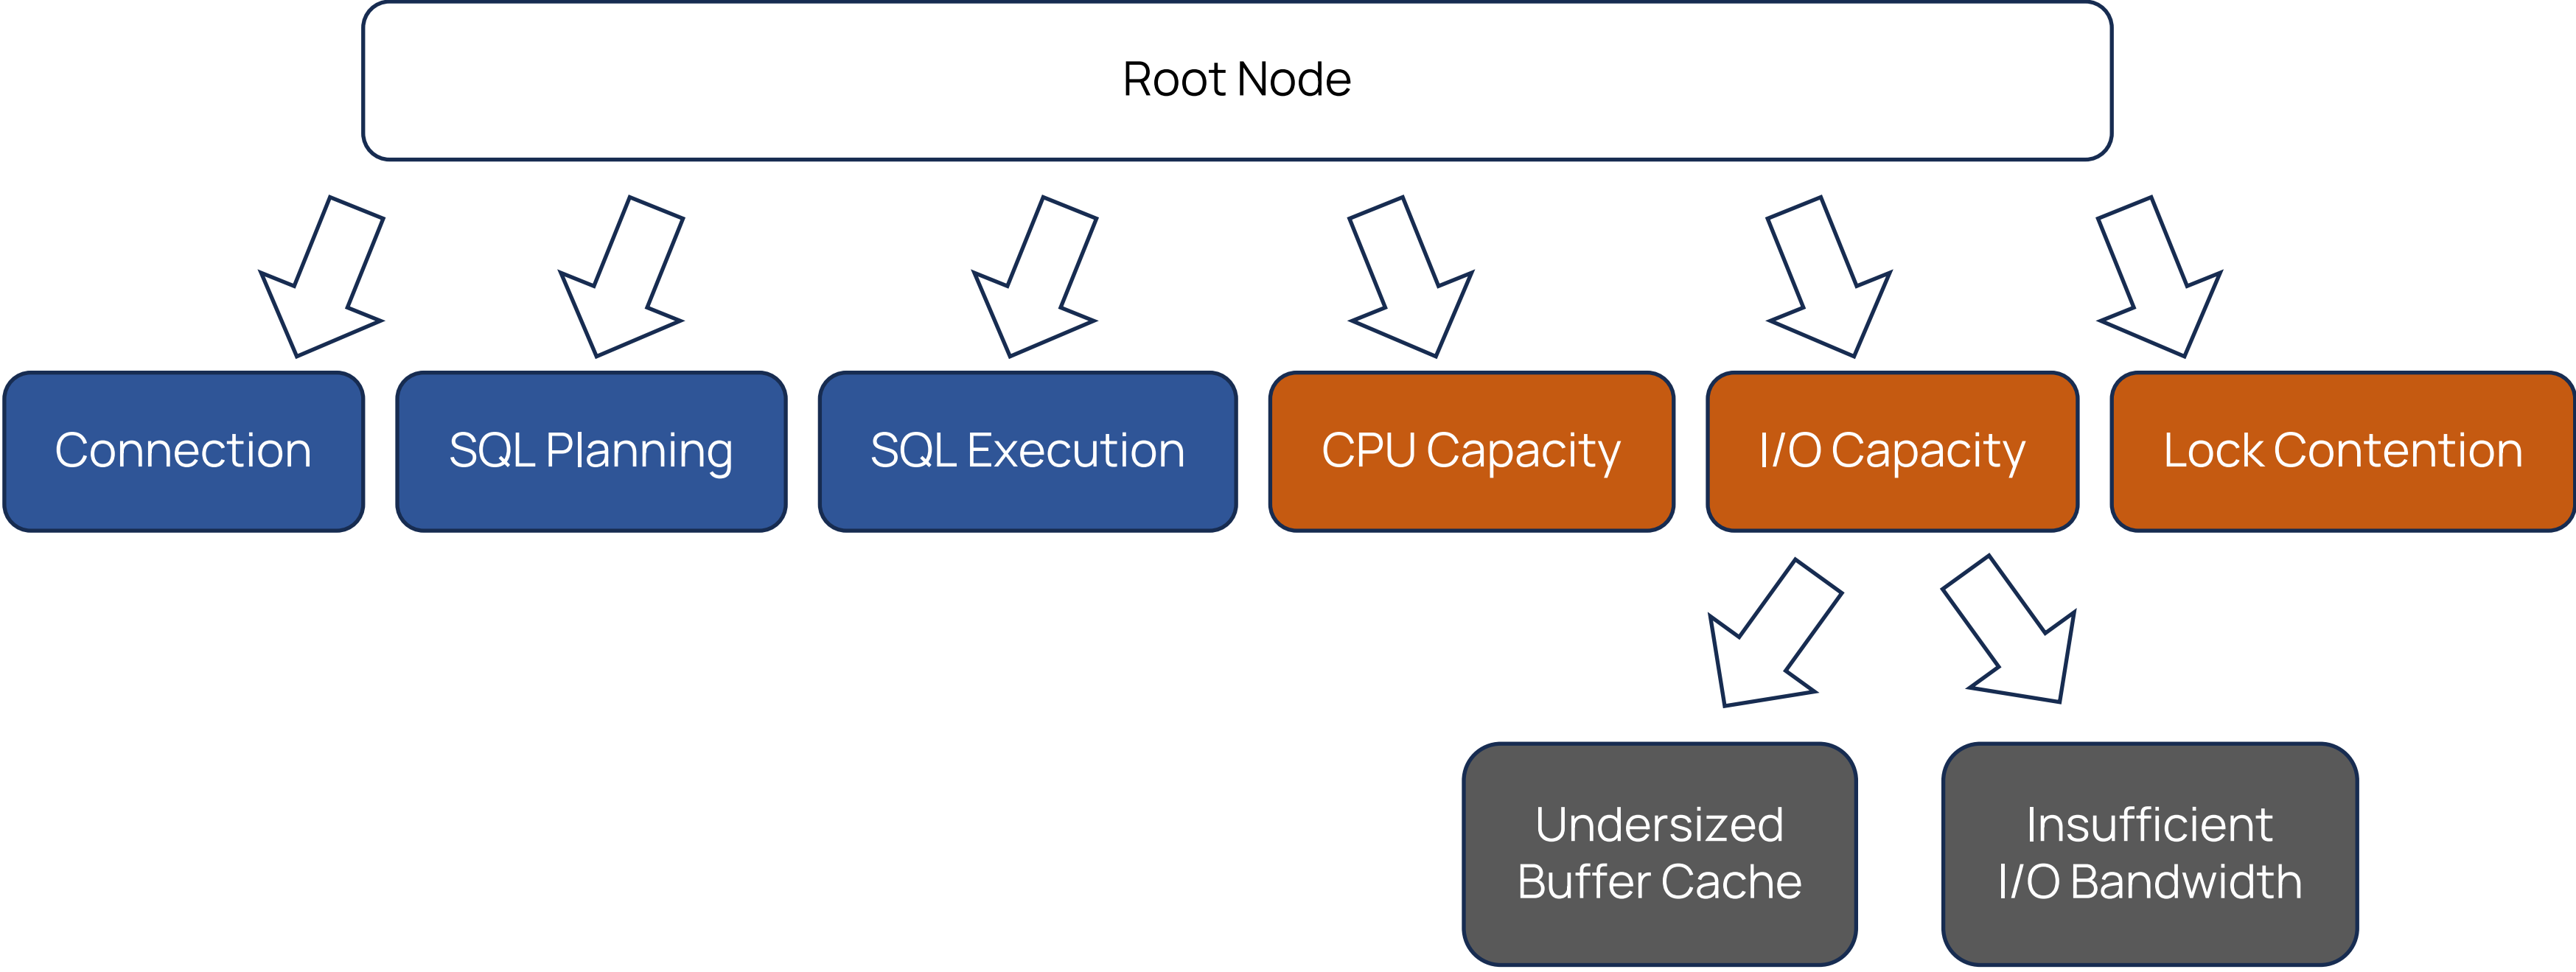 Root Node
Connection
SQL Planning
SQL Execution
CPU Capacity
I/O Capacity
Lock Contention
Undersized
Buffer Cache
Insufficient
I/O Bandwidth